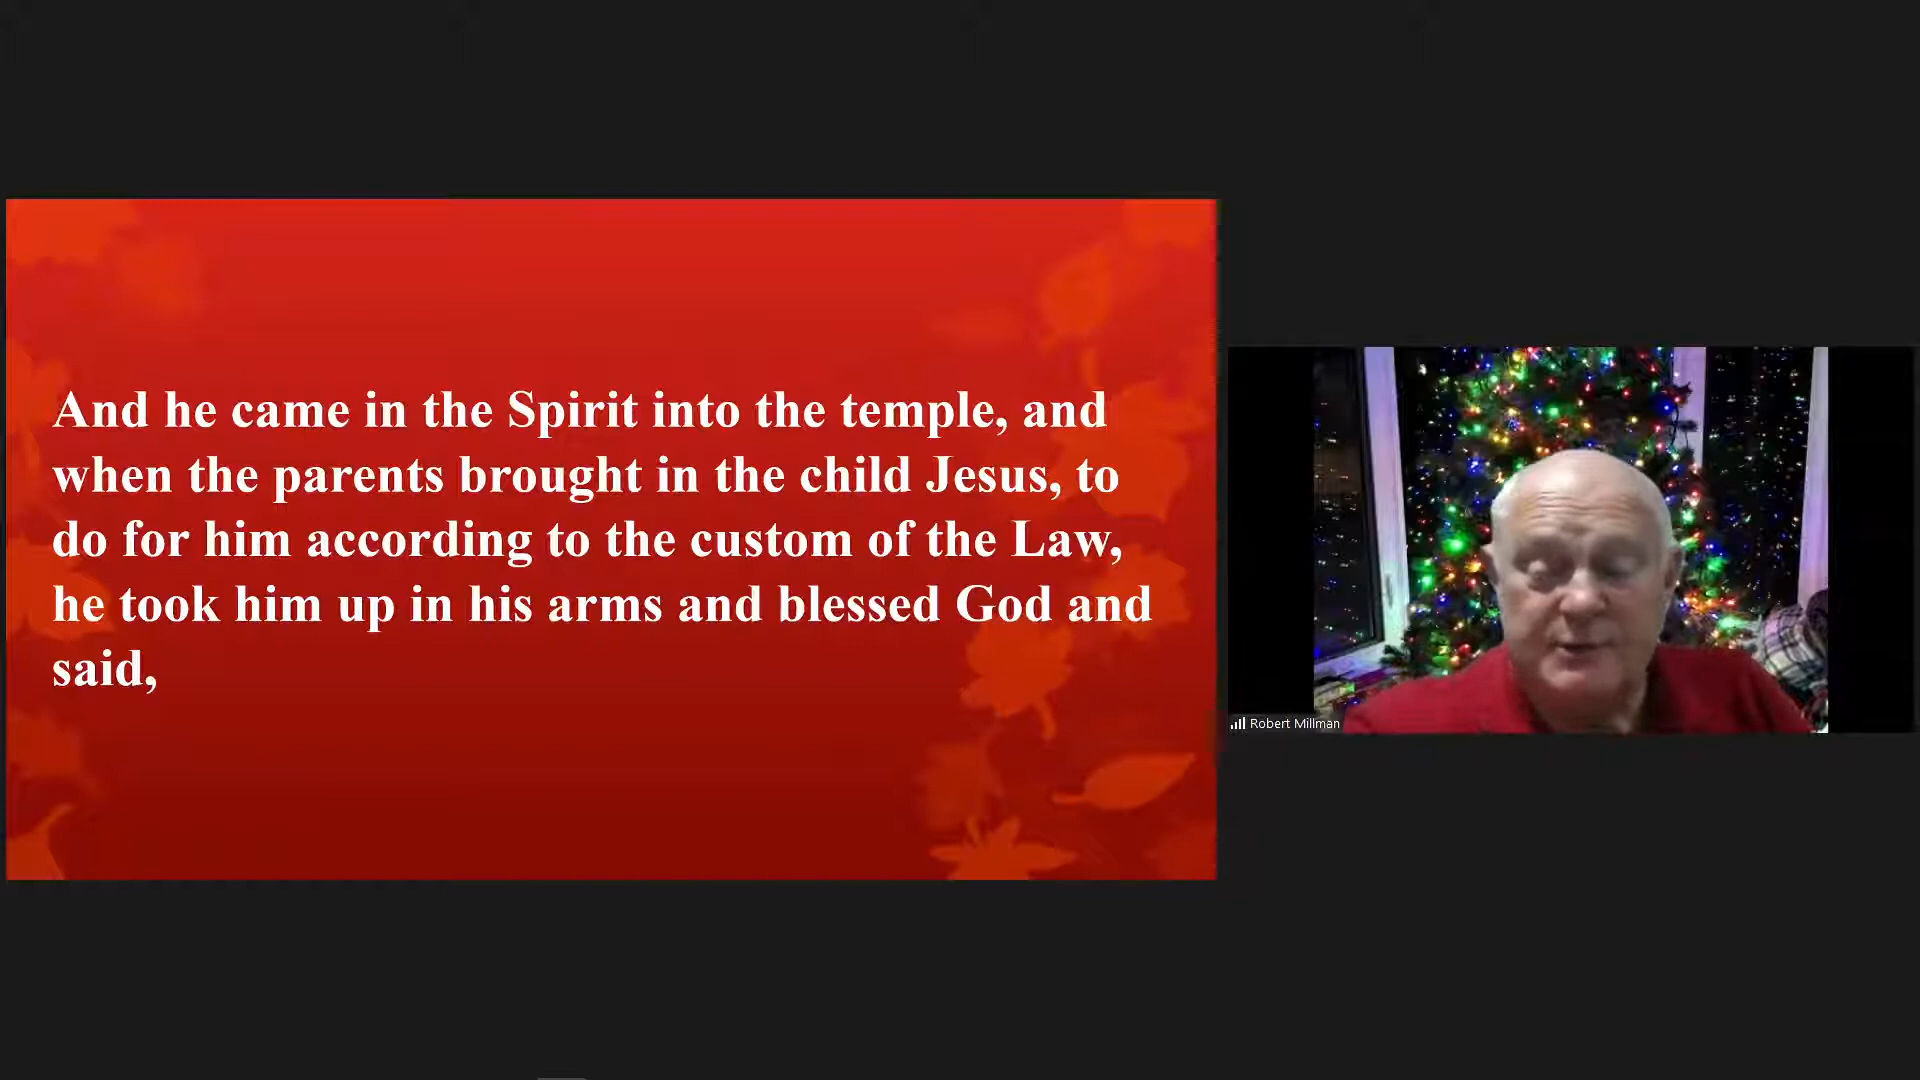 And he came in the Spirit into the temple, and
when the parents brought in the child Jesus, to
do for him according to the custom of the Law,
he took him up in his arms and blessed God and
said,
Robert Millman